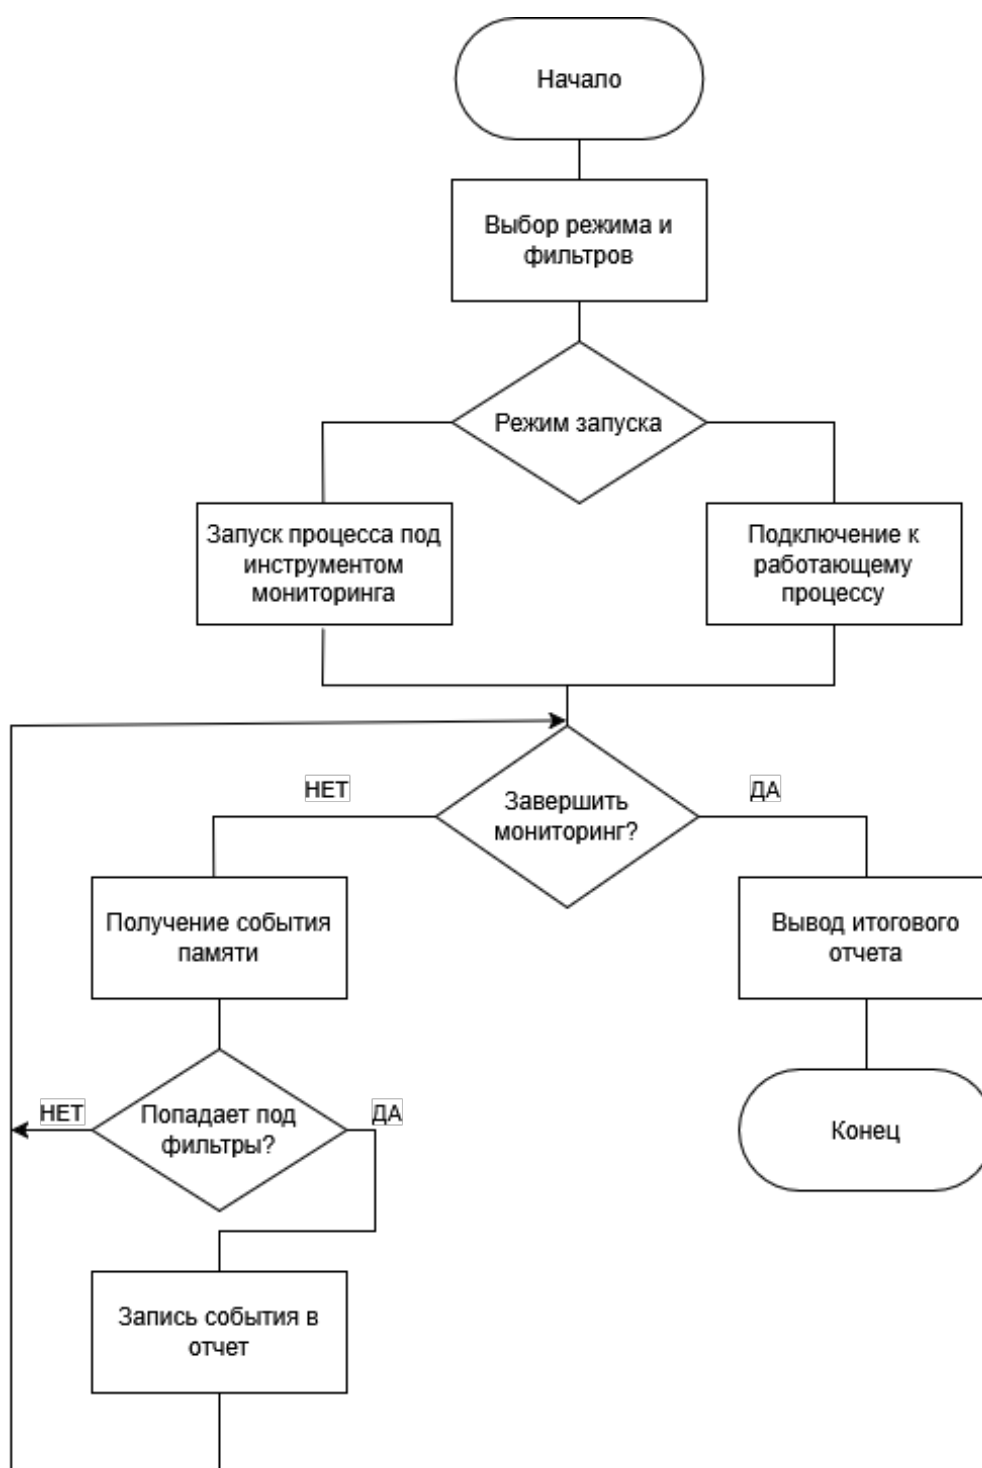 Начало
Выбор режима и
фильтров
Режим запуска
Запуск процесса под
инструментом
мониторинга
Подключение к
работающему
процессу
НЕТ
ДА
Завершить
мониторинг?
Получение события
памяти
Вывод итогового
отчета
НЕТ
ДА
Попадает под
фильтры?
Конец
Запись события в
отчет